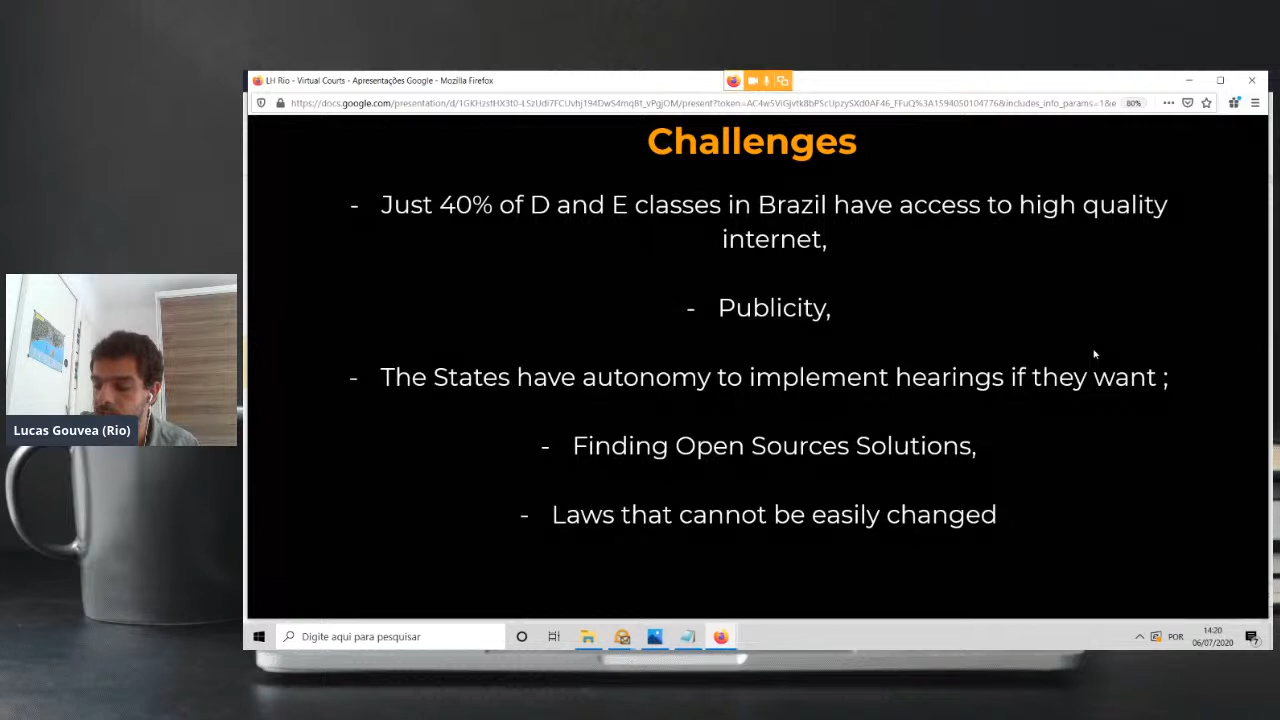 LH Rio - Virtual Courts - Apresentações Google - Mozilla Firefox
80%
Challenges
- Just 40% of D and E classes in Brazil have access to high quality
internet,
- Publicity,
- The States have autonomy to implement hearings if they want ;
- Finding Open Sources Solutions,
- Laws that cannot be easily changed
Lucas Gouvea (Rio)
Digite aqui para pesquisar
POR
14:20
06/07/2020